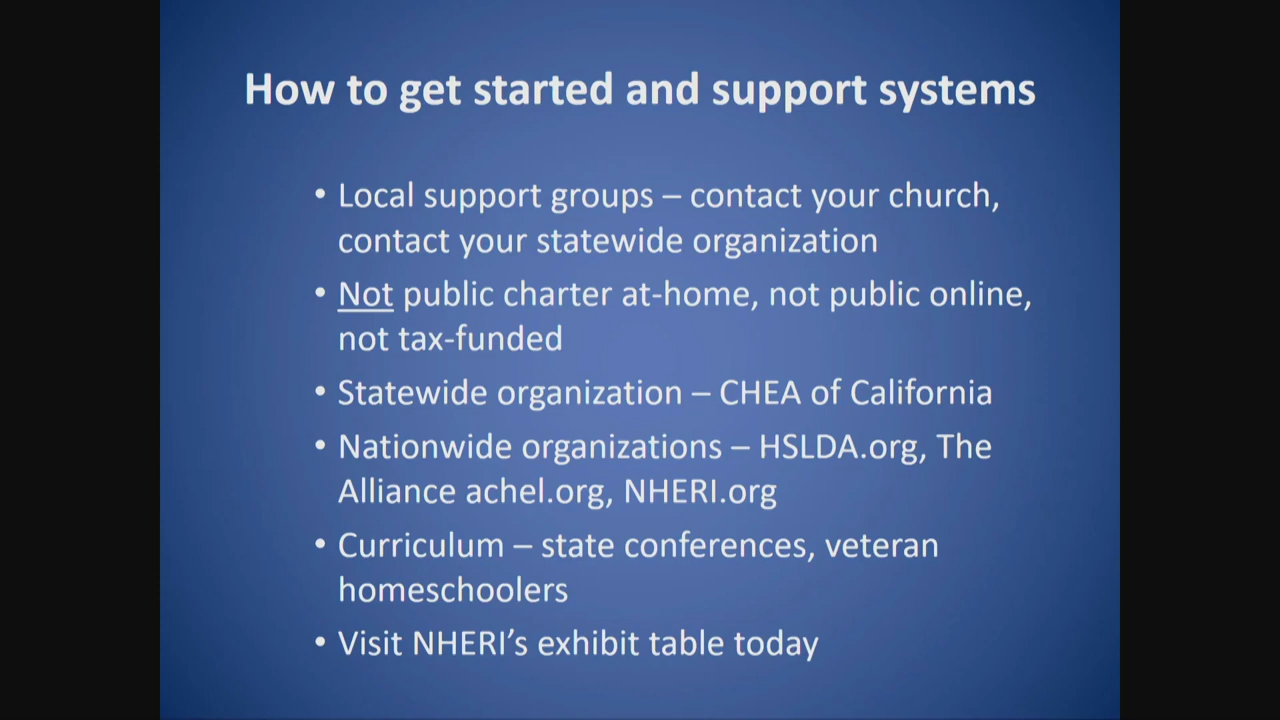 How to get started and support systems
• Local support groups – contact your church,
contact your statewide organization
• Not public charter at-home, not public online,
not tax-funded
• Statewide organization – CHEA of California
• Nationwide organizations – HSLDA.org, The
Alliance achel.org, NHERI.org
• Curriculum – state conferences, veteran
homeschoolers
• Visit NHERI’s exhibit table today